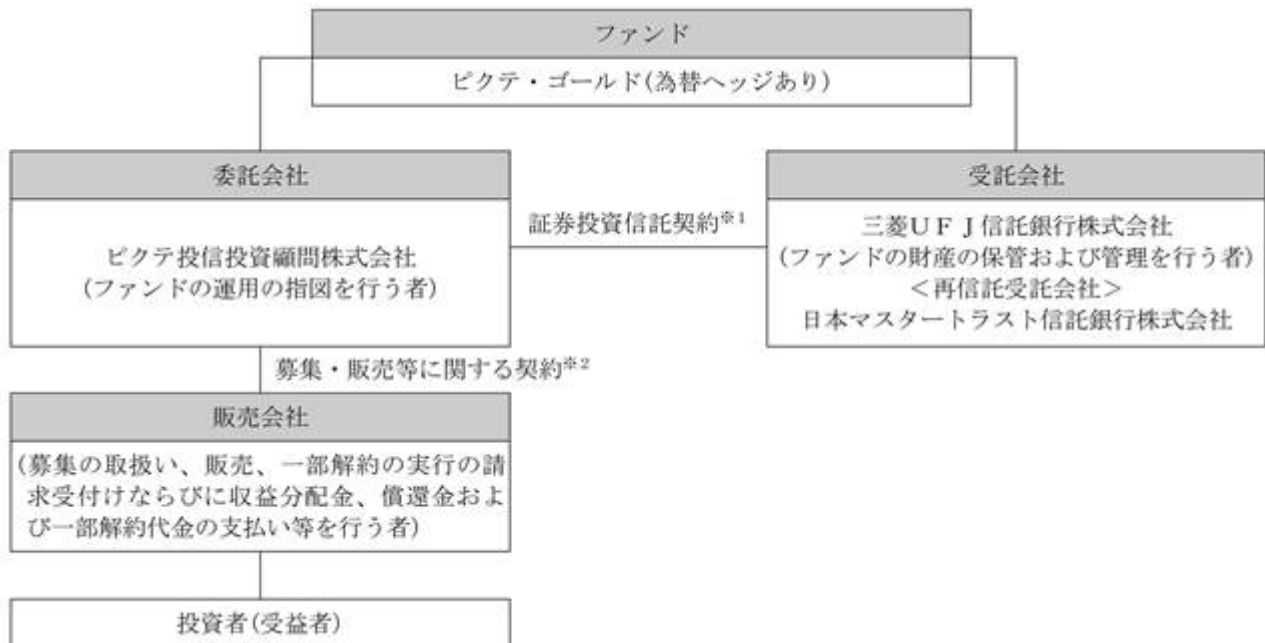 ファンド
ピクテ・ゴールド(為替ヘッジあり)
委託会社
ピクテ投信投資顧問株式会社
(ファンドの運用の指図を行う者)
証券投資信託契約※1
受託会社
三菱UFJ信託銀行株式会社
(ファンドの財産の保管および管理を行う者)
<再信託受託会社>
日本マスタートラスト信託銀行株式会社
募集・販売等に関する契約※2
販売会社
(募集の取扱い、販売、一部解約の実行の請
求受付けならびに収益分配金、償還金およ
び一部解約代金の支払い等を行う者)
投資者(受益者)